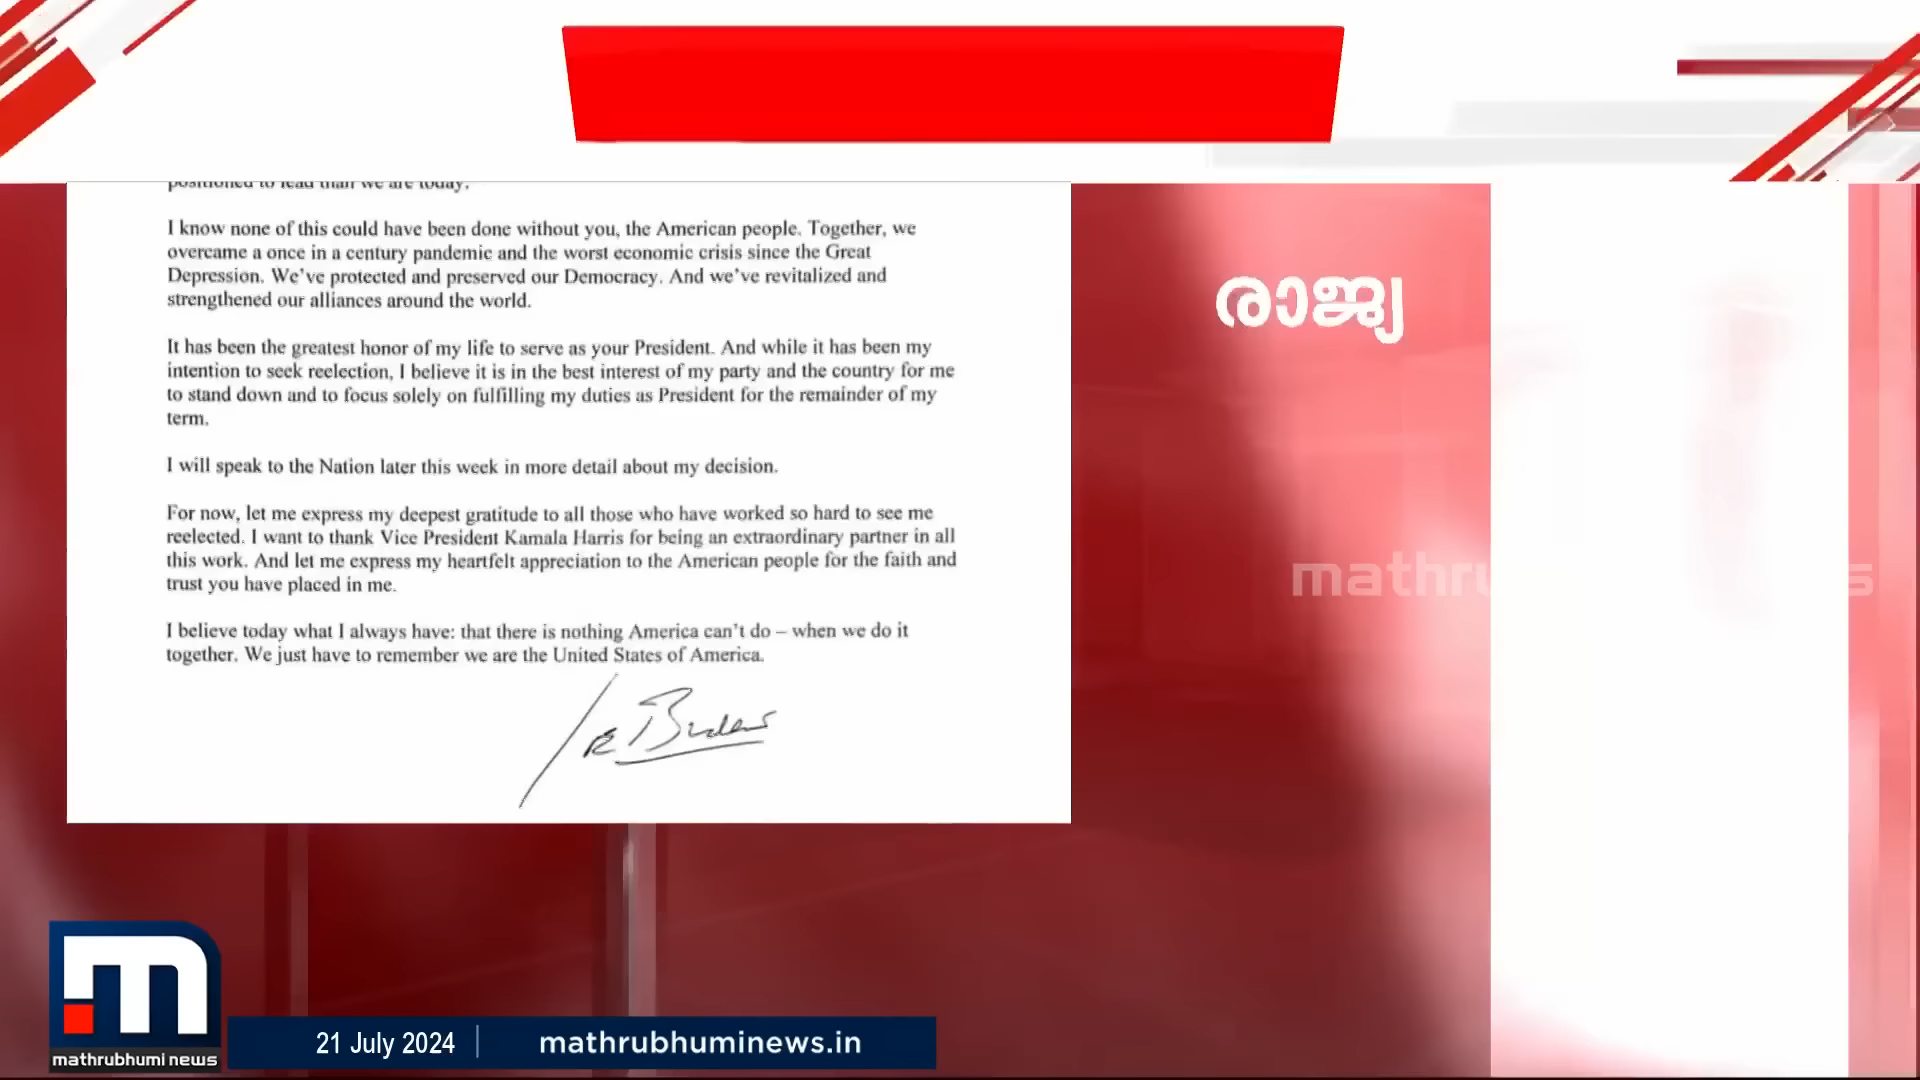 positioned to lead than we are today.
I know none of this could have been done without you, the American people. Together, we
overcame a once in a century pandemic and the worst economic crisis since the Great
Depression. We've protected and preserved our Democracy. And we've revitalized and
strengthened our alliances around the world.
It has been the greatest honor of my life to serve as your President. And while it has been my
intention to seek reelection, I believe it is in the best interest of my party and the country for me
to stand down and to focus solely on fulfilling my duties as President for the remainder of my
term.
I will speak to the Nation later this week in more detail about my decision.
For now, let me express my deepest gratitude to all those who have worked so hard to see me
reelected. I want to thank Vice President Kamala Harris for being an extraordinary partner in all
this work. And let me express my heartfelt appreciation to the American people for the faith and
trust you have placed in me.
I believe today what I always have: that there is nothing America can't do – when we do it
together. We just have to remember we are the United States of America.
Joe Biden
രാജ്യ
mathru s
mathrubhumi news
21 July 2024
mathrubhuminews.in